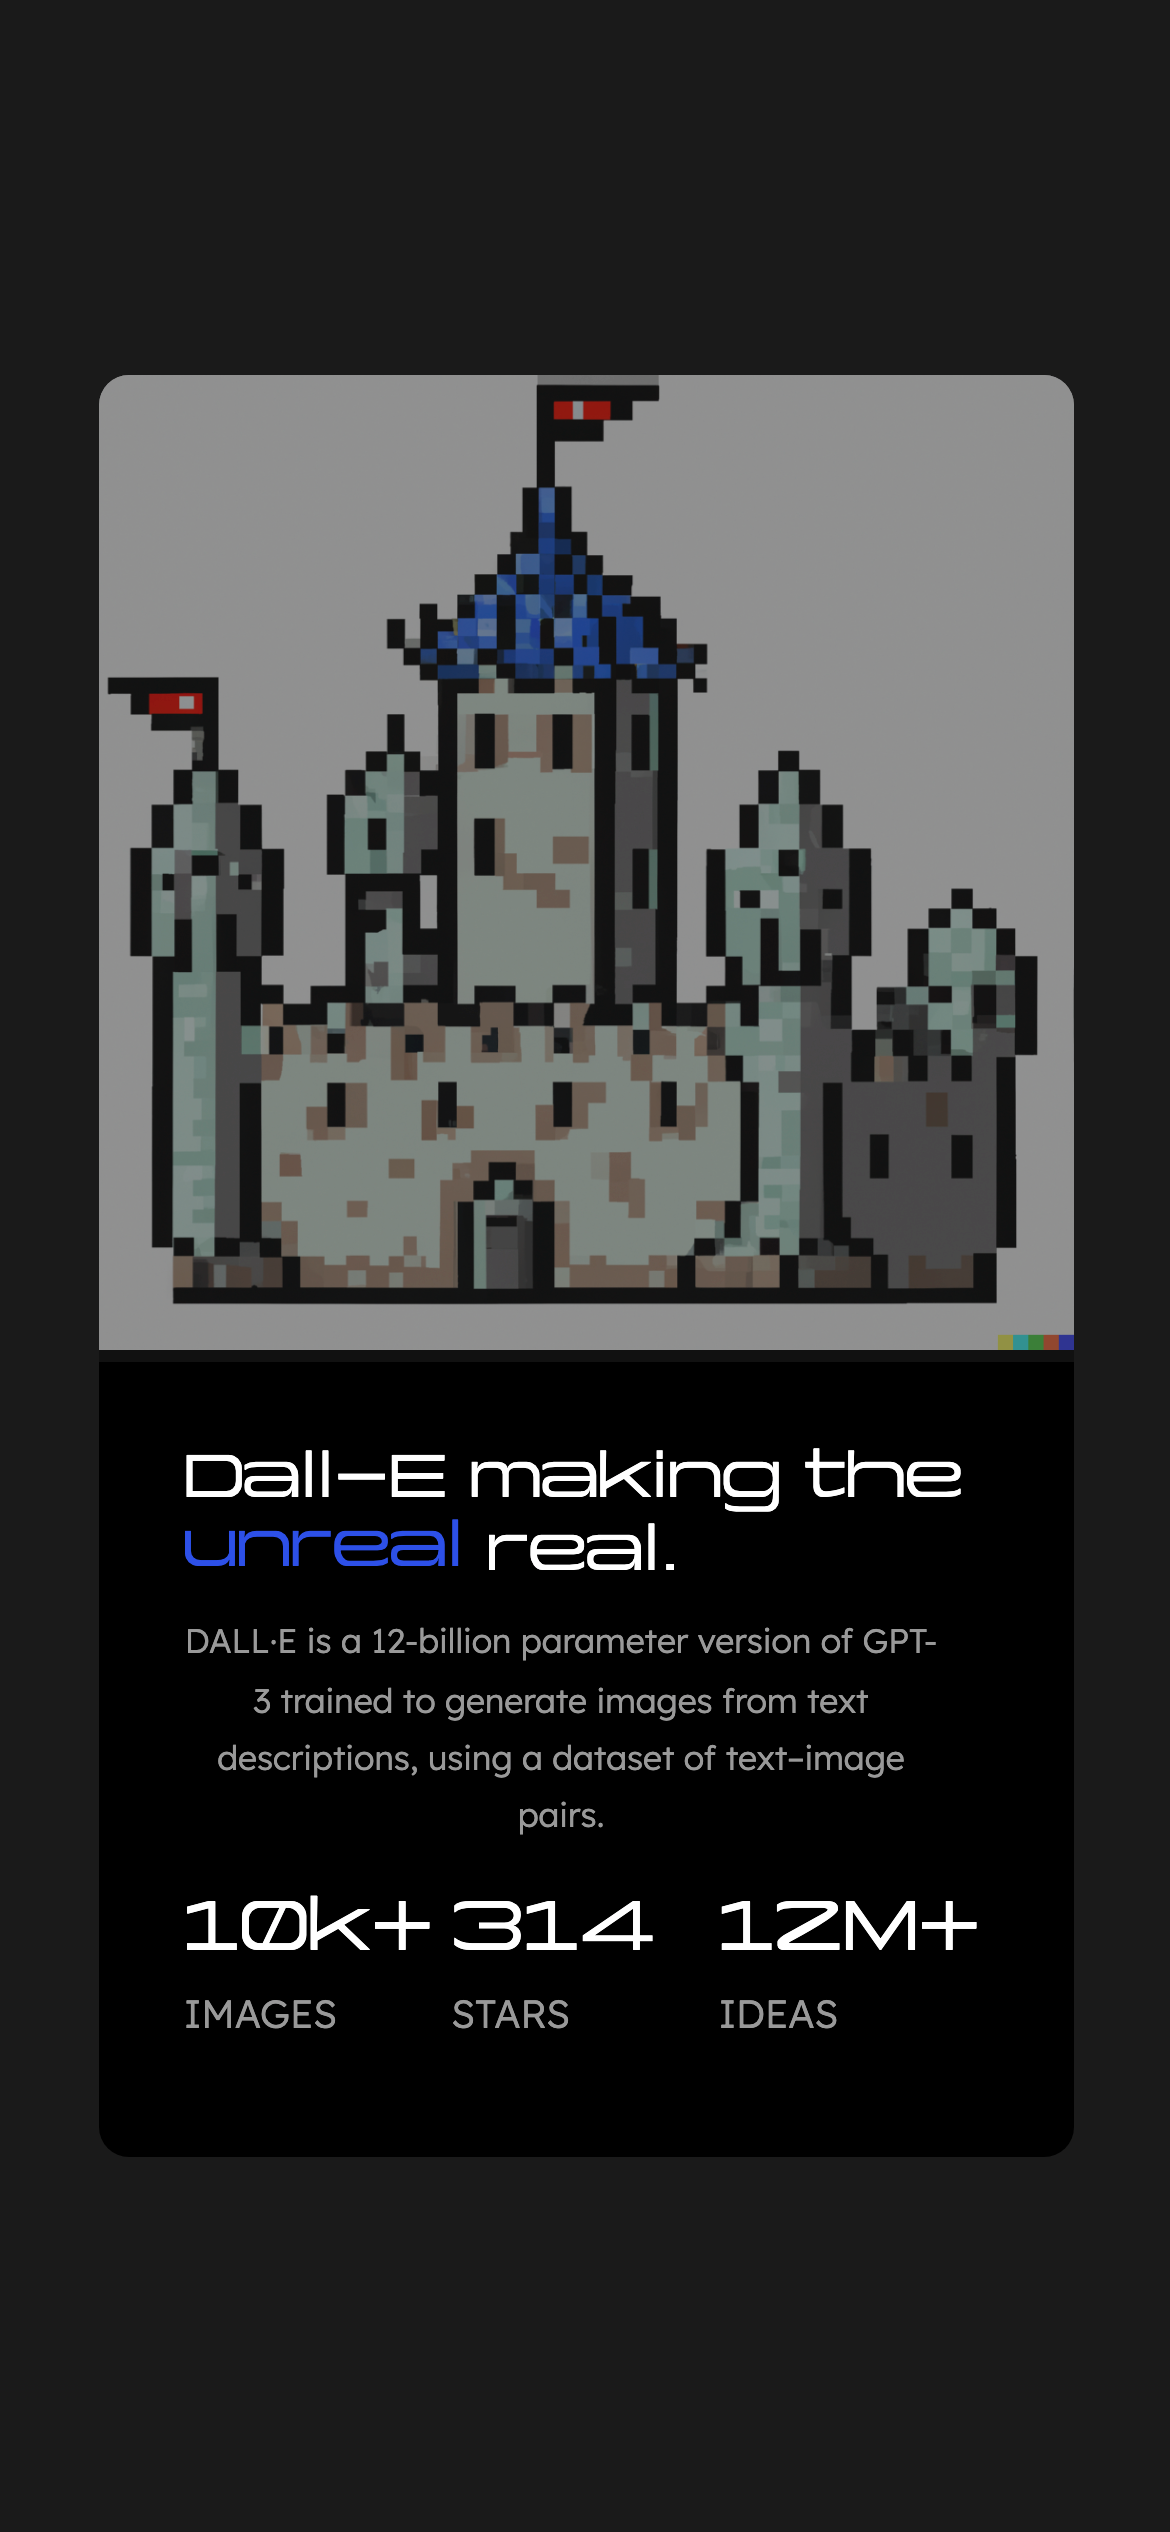 Dall-E making the
unreal real.
DALL·E is a 12-billion parameter version of GPT-
3 trained to generate images from text
descriptions, using a dataset of text–image
pairs.
10k+ 314 12M+
IMAGES STARS IDEAS